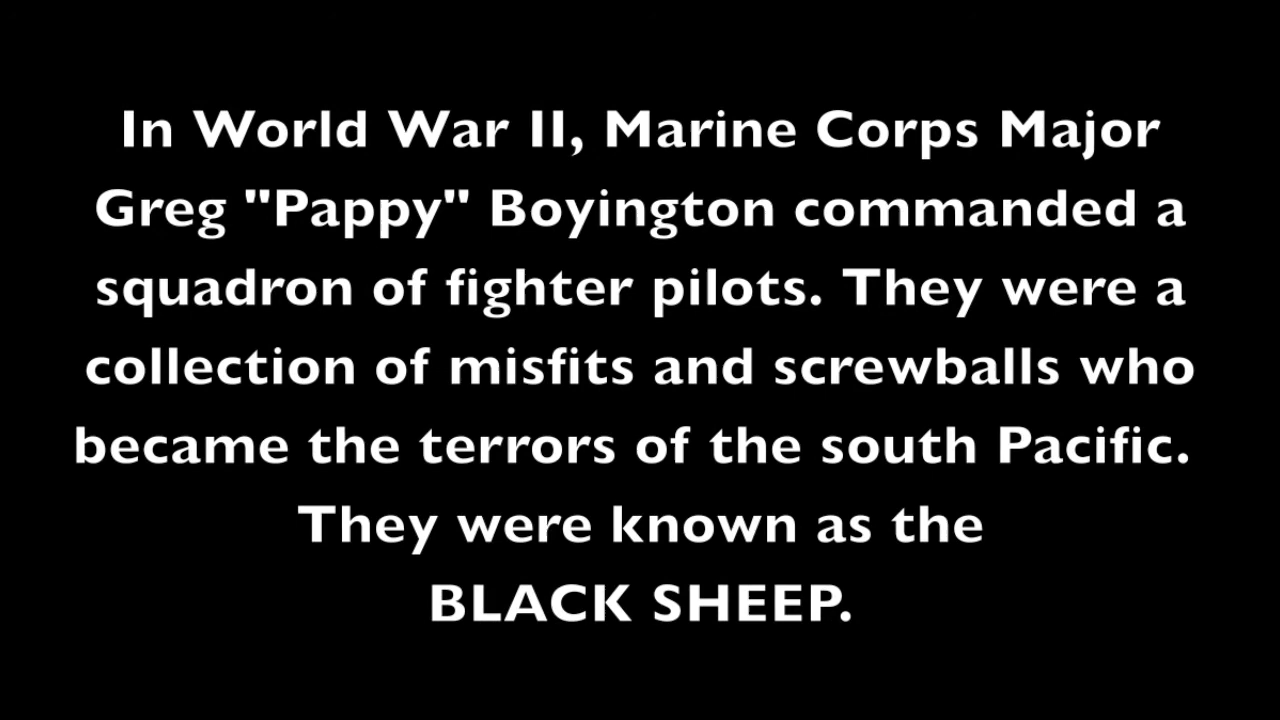 In World War II, Marine Corps Major
Greg "Pappy" Boyington commanded a
squadron of fighter pilots. They were a
collection of misfits and screwballs who
became the terrors of the south Pacific.
They were known as the
BLACK SHEEP.